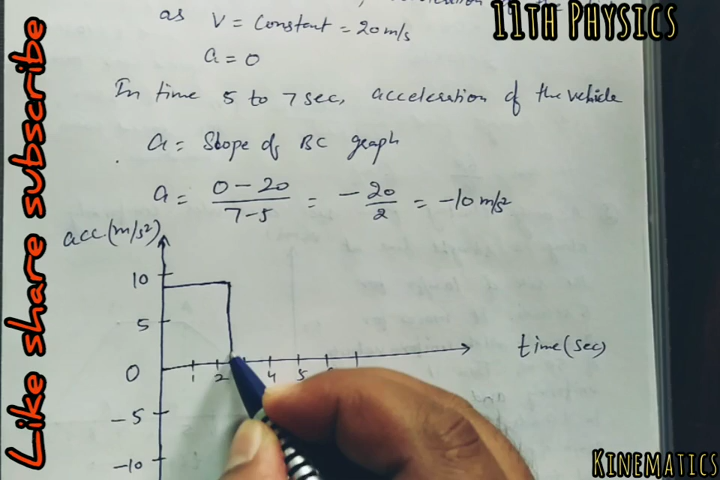 11th Physics
Like share subscribe
as V = Constant = 20 m/s
a = 0
In time 5 to 7 sec, acceleration of the vehicle
a = Slope of BC graph
a = 0 - 20 / 7 - 5 = - 20 / 2 = -10 m/s²
acc (m/s²)
10
5
0
1 2 4 5
time (sec)
-5
-10
Kinematics